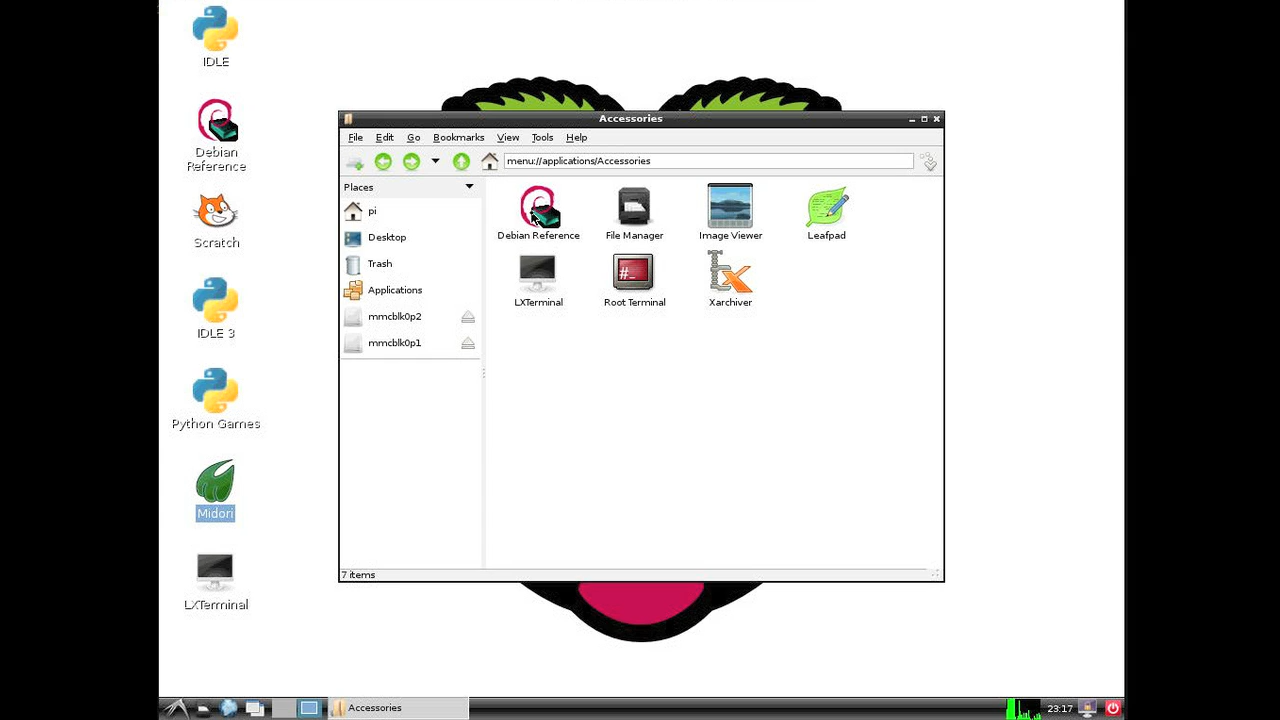 IDLE
Debian
Reference
Scratch
IDLE 3
Python Games
Midori
LXTerminal
Accessories
File Edit Go Bookmarks View Tools Help
menu://applications/Accessories
Places
pi
Desktop
Trash
Applications
mmcblk0p2
mmcblk0p1
Debian Reference File Manager Image Viewer Leafpad
#_
LXTerminal Root Terminal Xarchiver
7 items
Accessories
23:17